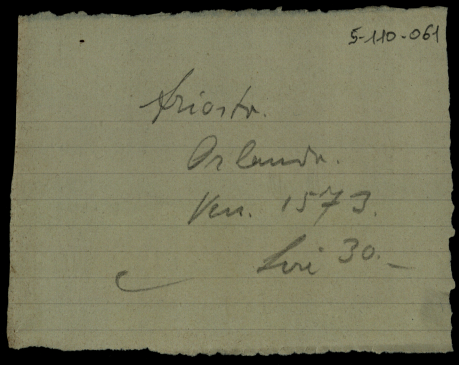 5-110-061
Ariosto.
Orlando.
Ven. 1573.
Lire 30.-